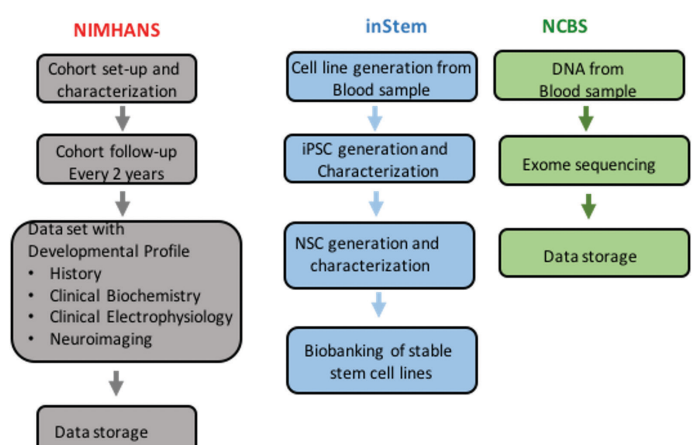 NIMHANS
Cohort set-up and
characterization
Cohort follow-up
Every 2 years
Data set with
Developmental Profile
• History
• Clinical Biochemistry
• Clinical Electrophysiology
• Neuroimaging
Data storage
inStem
Cell line generation from
Blood sample
iPSC generation and
Characterization
NSC generation and
characterization
Biobanking of stable
stem cell lines
NCBS
DNA from
Blood sample
Exome sequencing
Data storage